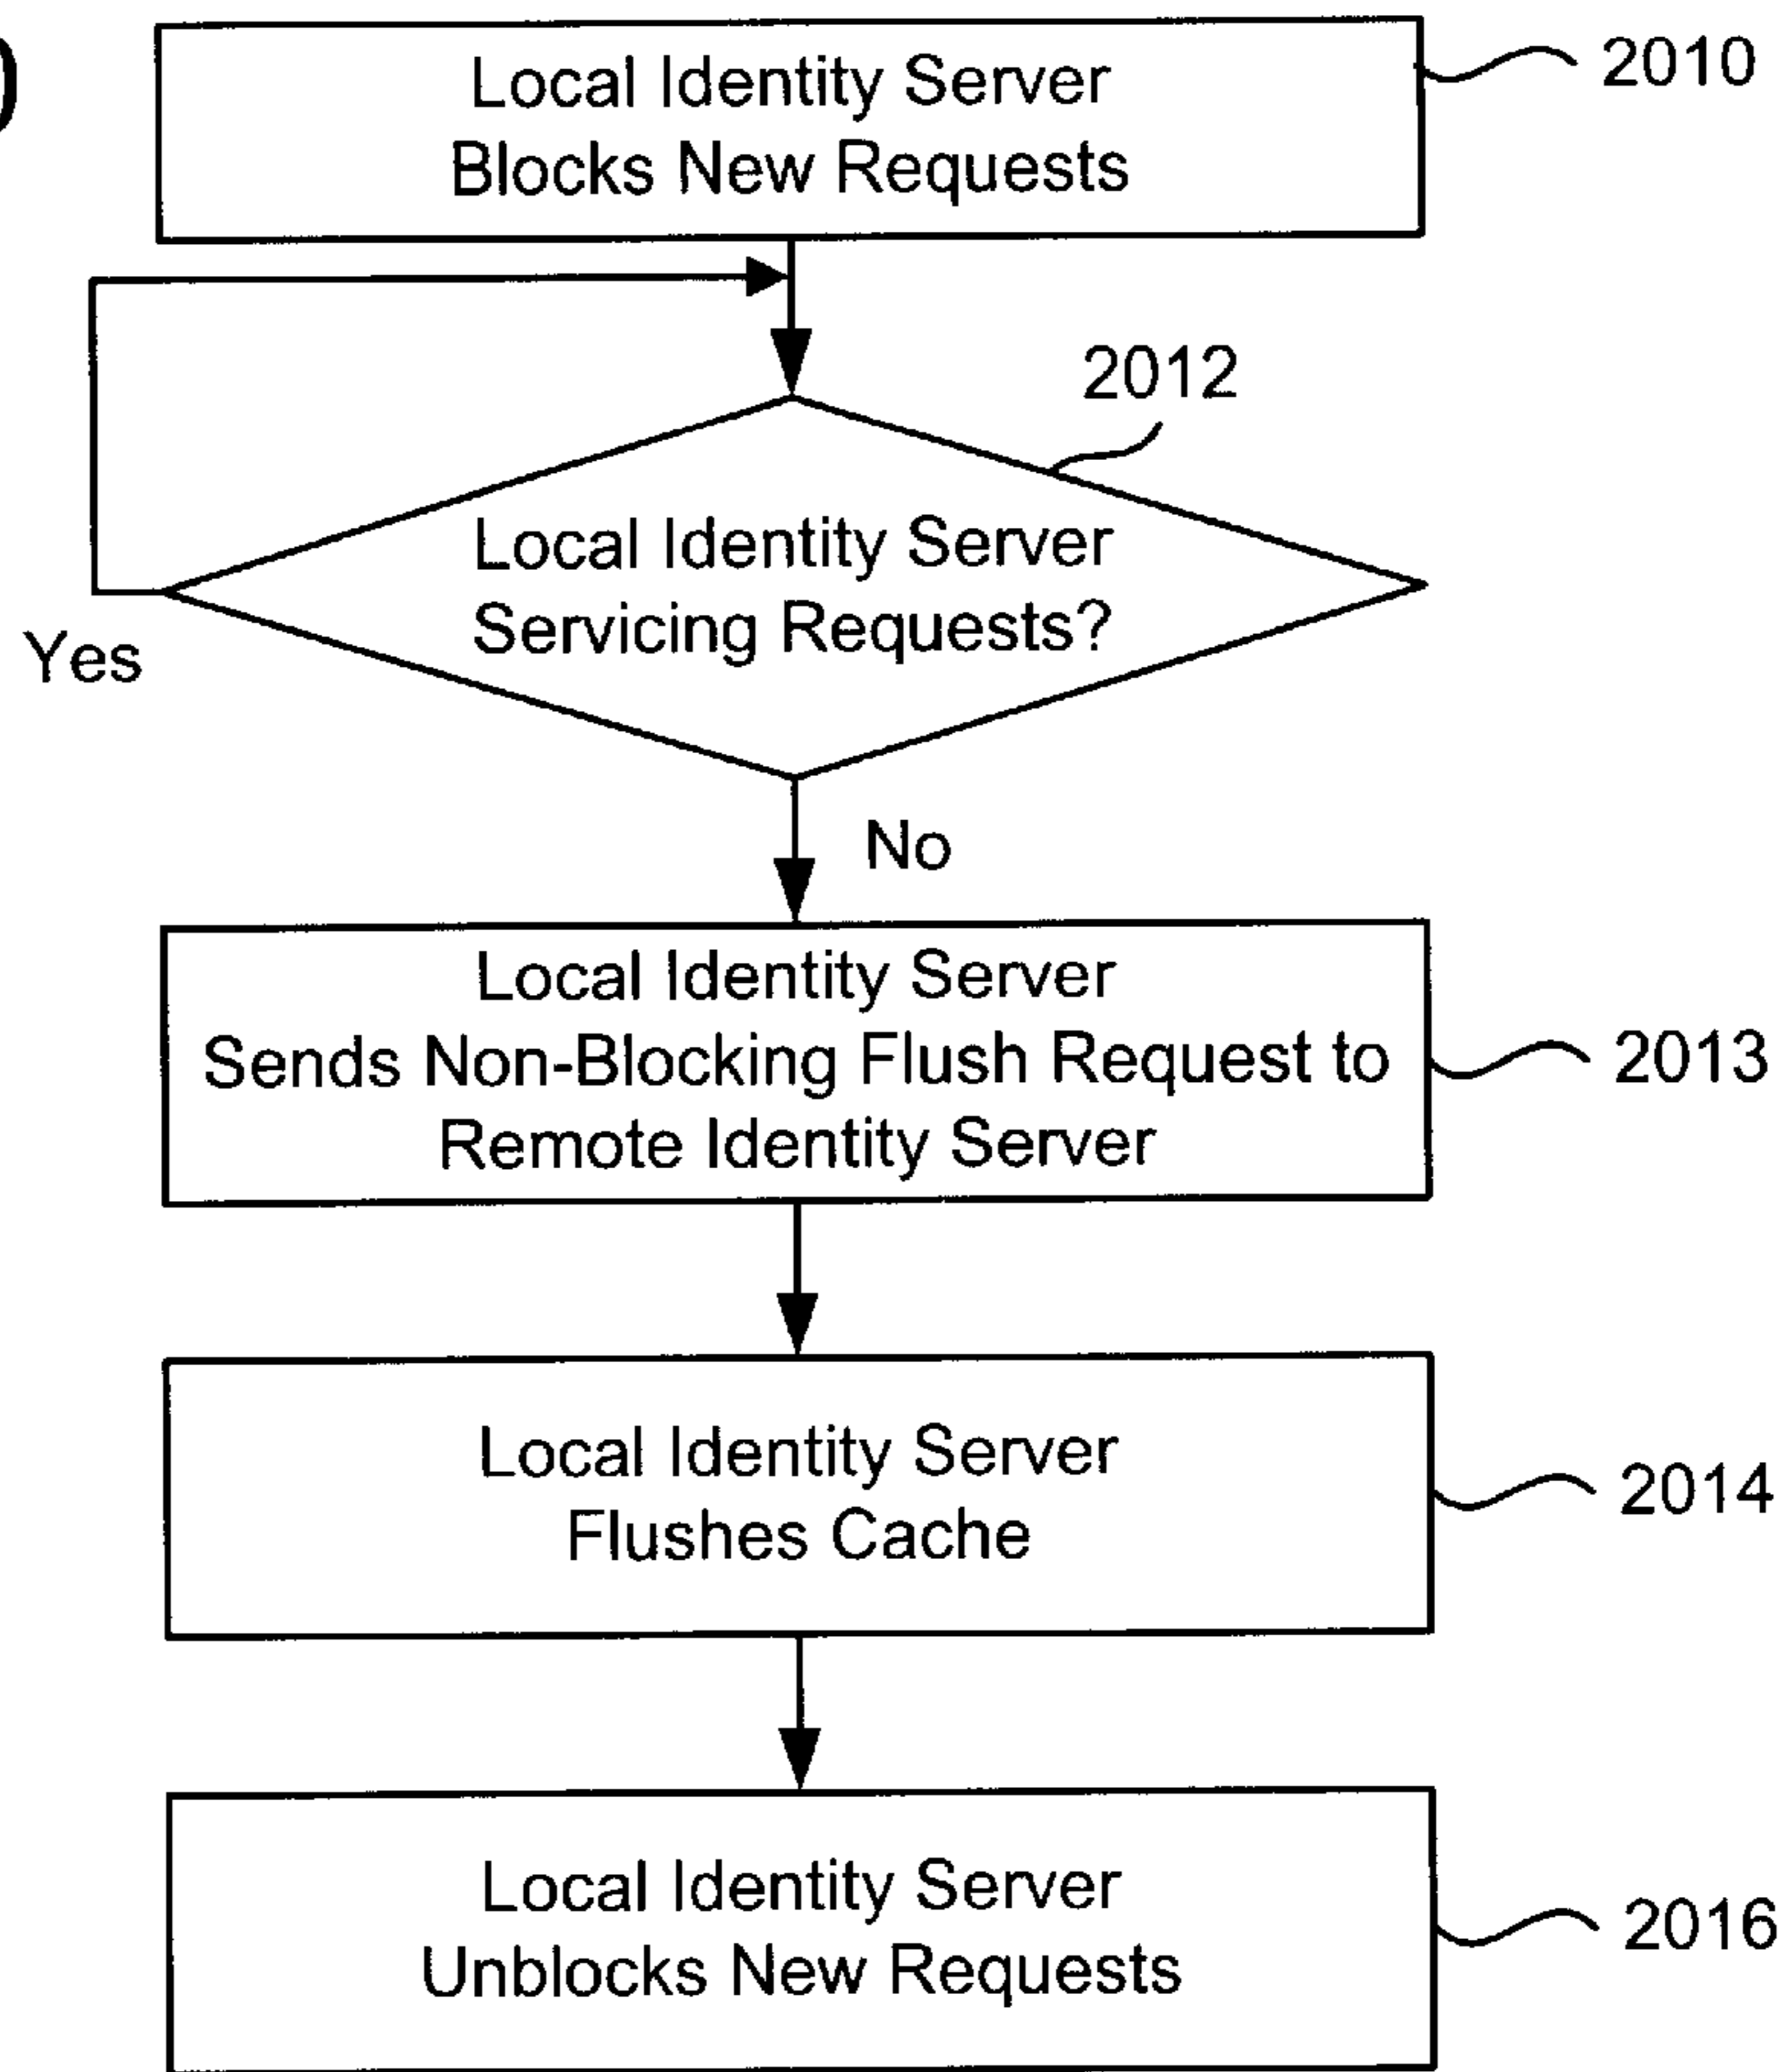 Local Identity Server
Blocks New Requests
2010
2012
Local Identity Server
Servicing Requests?
Yes
No
Local Identity Server
Sends Non-Blocking Flush Request to
Remote Identity Server
2013
Local Identity Server
Flushes Cache
2014
Local Identity Server
Unblocks New Requests
2016